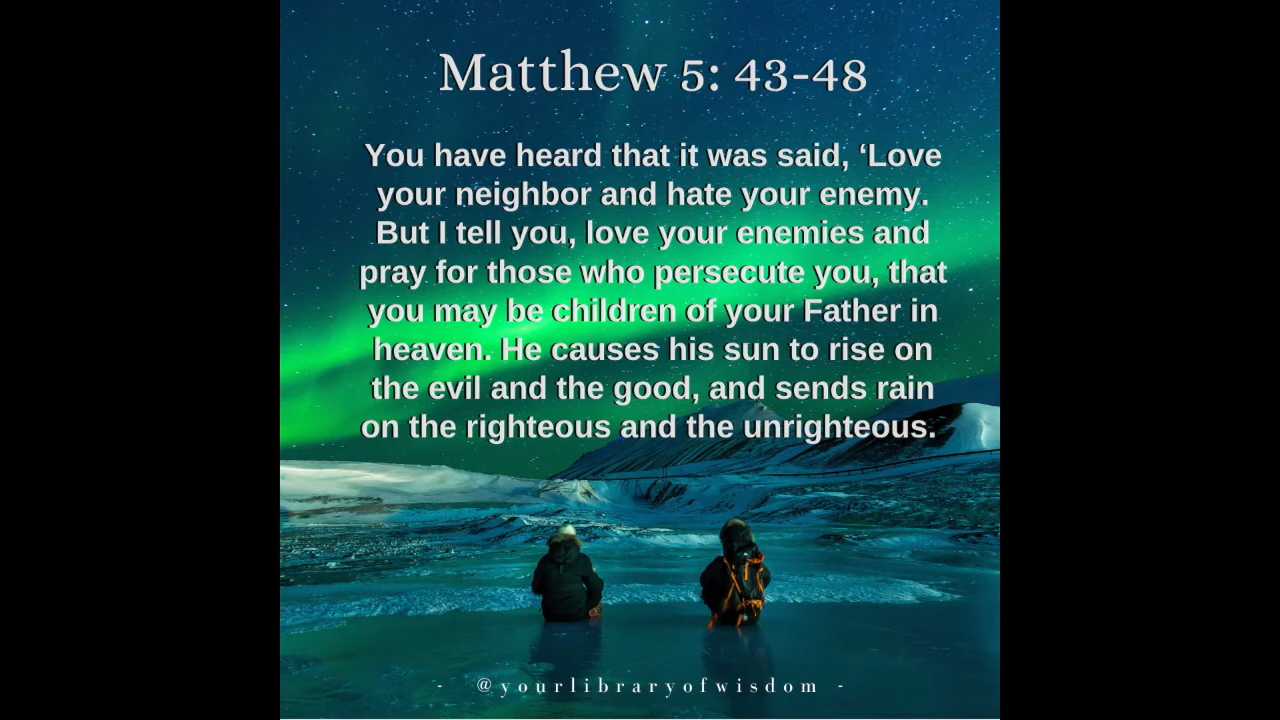 Matthew 5: 43-48
You have heard that it was said, ‘Love
your neighbor and hate your enemy.
But I tell you, love your enemies and
pray for those who persecute you, that
you may be children of your Father in
heaven. He causes his sun to rise on
the evil and the good, and sends rain
on the righteous and the unrighteous.
- @yourlibraryofwisdom -